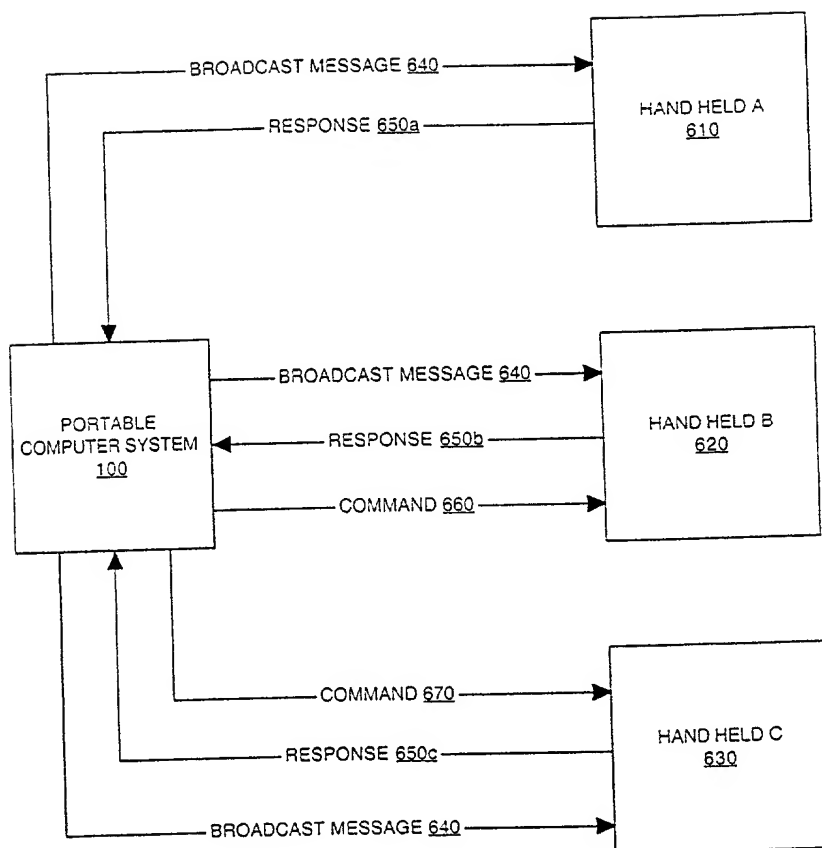 BROADCAST MESSAGE 640
HAND HELD A
610
RESPONSE 650a
PORTABLE
COMPUTER SYSTEM
100
BROADCAST MESSAGE 640
RESPONSE 650b
COMMAND 660
HAND HELD B
620
COMMAND 670
RESPONSE 650c
BROADCAST MESSAGE 640
HAND HELD C
630